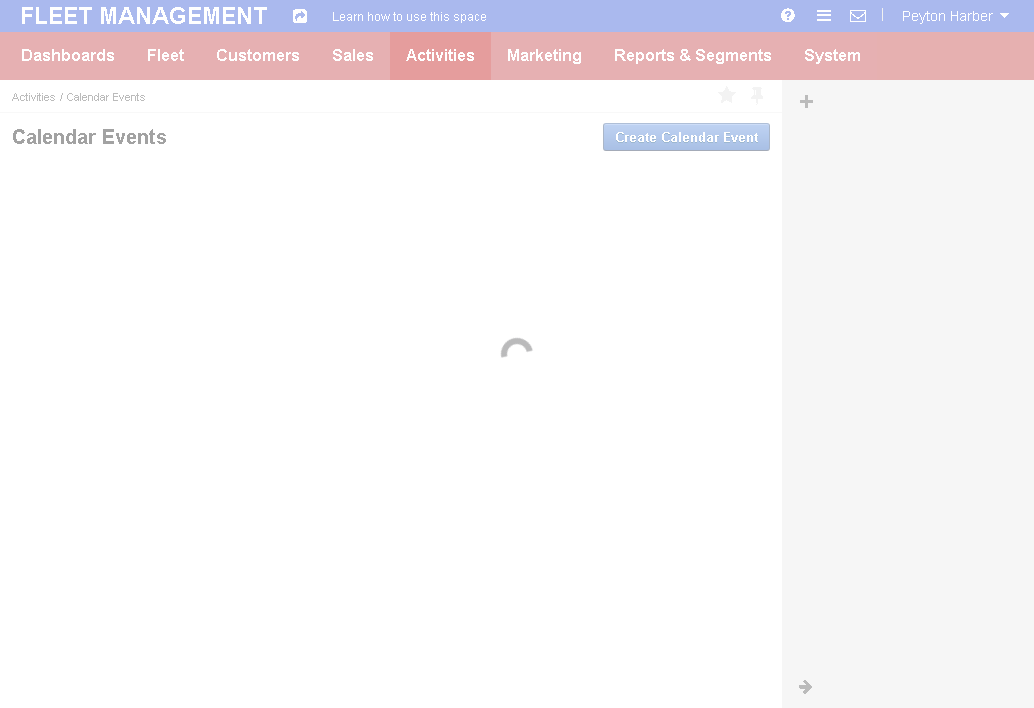 FLEET MANAGEMENT Learn how to use this space Peyton Harber
Dashboards Fleet Customers Sales Activities Marketing Reports & Segments System
Activities / Calendar Events
Calendar Events Create Calendar Event